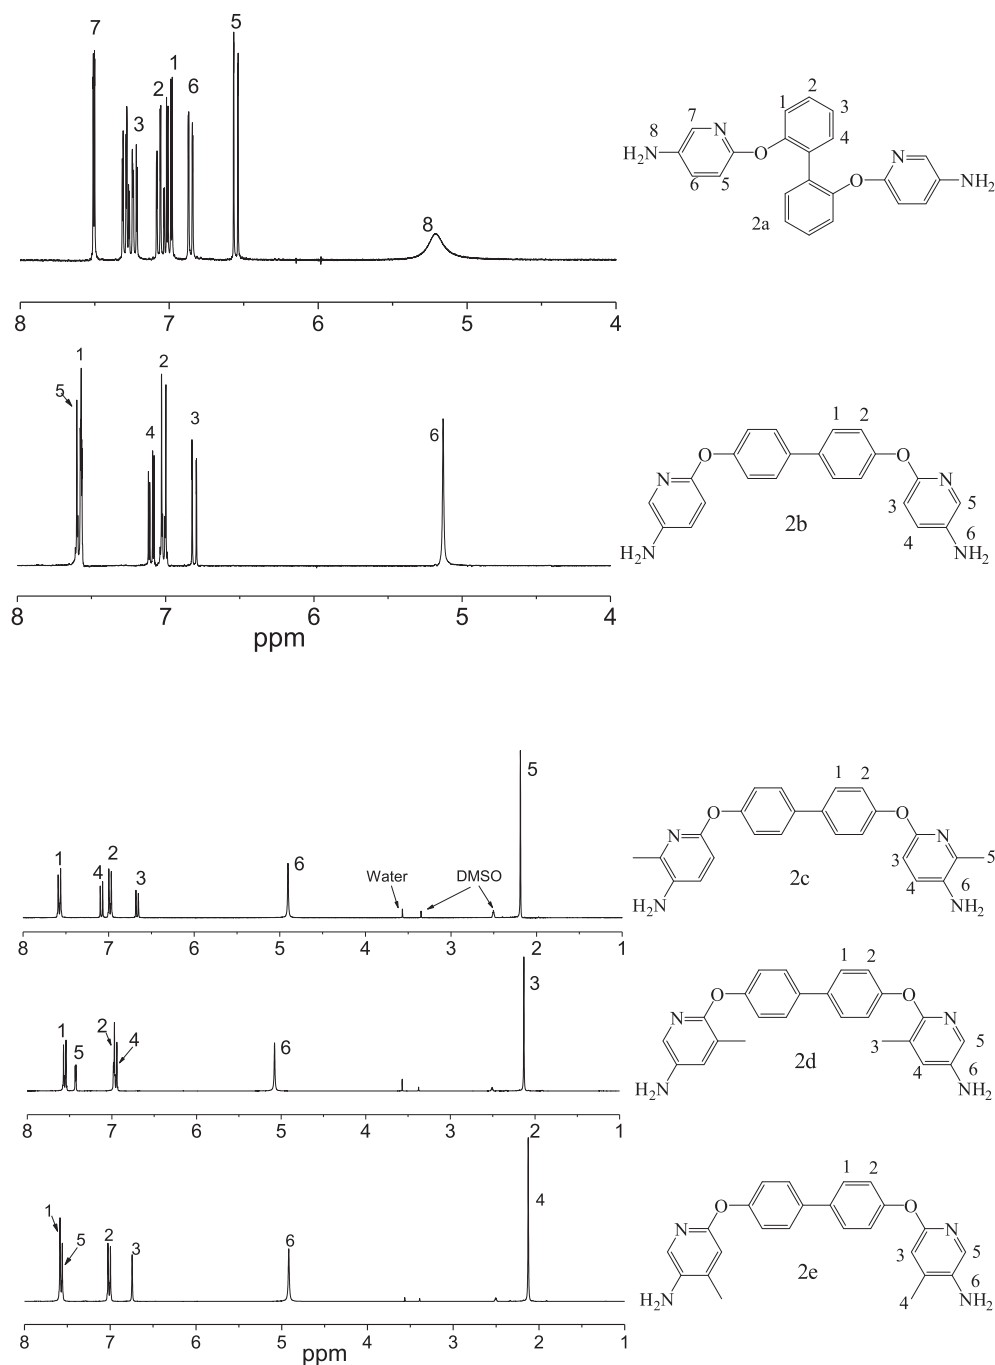 7 3 2 1 6 5 8
8 7 6 5 4
1 2 3 4
7 8 N H₂N 6 5 O
O N NH₂
2a
5 1 4 2 3 6
8 7 6 5 4
ppm
1 2
O O
N N 5
3 4 6
H₂N NH₂
2b
1 4 2 3 6 Water DMSO 5
8 7 6 5 4 3 2 1
1 2
O O
N N
3 5
4 6
H₂N NH₂
2c
1 5 2 4 6 3
8 7 6 5 4 3 2 1
1 2
O O
N N 5
3 4 6
H₂N NH₂
2d
1 5 2 3 6 4
8 7 6 5 4 3 2 1
ppm
1 2
O O
N N 5
3 6
H₂N 4 NH₂
2e